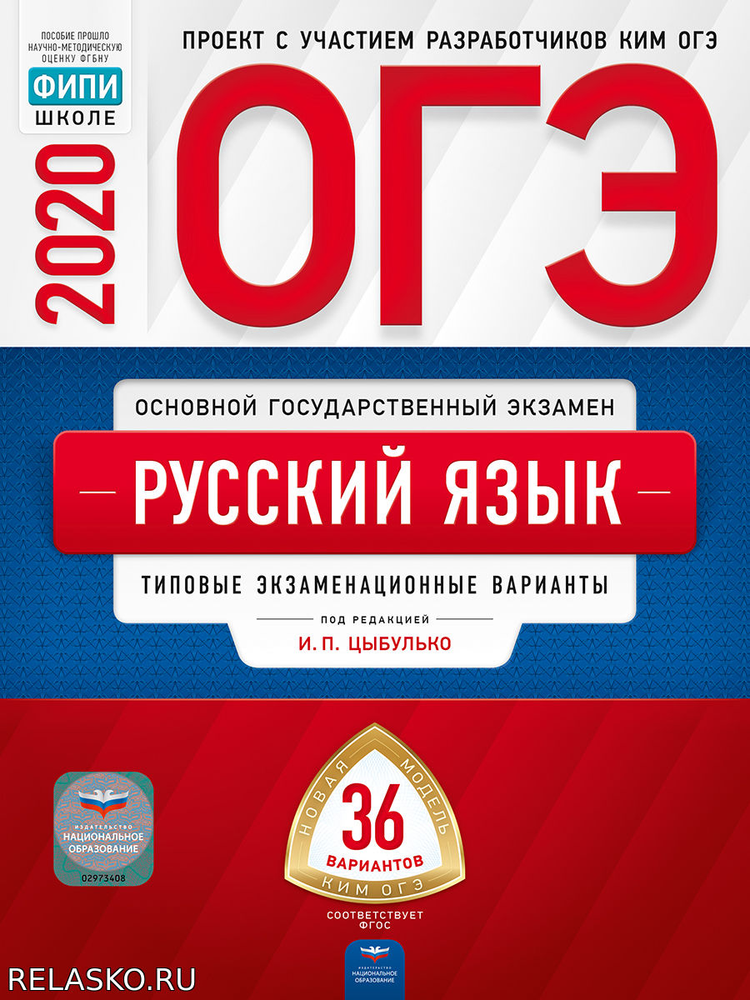 ПОСОБИЕ ПРОШЛО
НАУЧНО-МЕТОДИЧЕСКУЮ
ОЦЕНКУ ФГБНУ
ФИПИ
ШКОЛЕ
2020
ПРОЕКТ С УЧАСТИЕМ РАЗРАБОТЧИКОВ КИМ ОГЭ
ОГЭ
ОСНОВНОЙ ГОСУДАРСТВЕННЫЙ ЭКЗАМЕН
РУССКИЙ ЯЗЫК
ТИПОВЫЕ ЭКЗАМЕНАЦИОННЫЕ ВАРИАНТЫ
ПОД РЕДАКЦИЕЙ
И. П. ЦЫБУЛЬКО
НОВАЯ МОДЕЛЬ
36
ВАРИАНТОВ
КИМ ОГЭ
СООТВЕТСТВУЕТ
ФГОС
ИЗДАТЕЛЬСТВО
НАЦИОНАЛЬНОЕ
ОБРАЗОВАНИЕ
02973408
ИЗДАТЕЛЬСТВО
НАЦИОНАЛЬНОЕ
ОБРАЗОВАНИЕ
RELASKO.RU